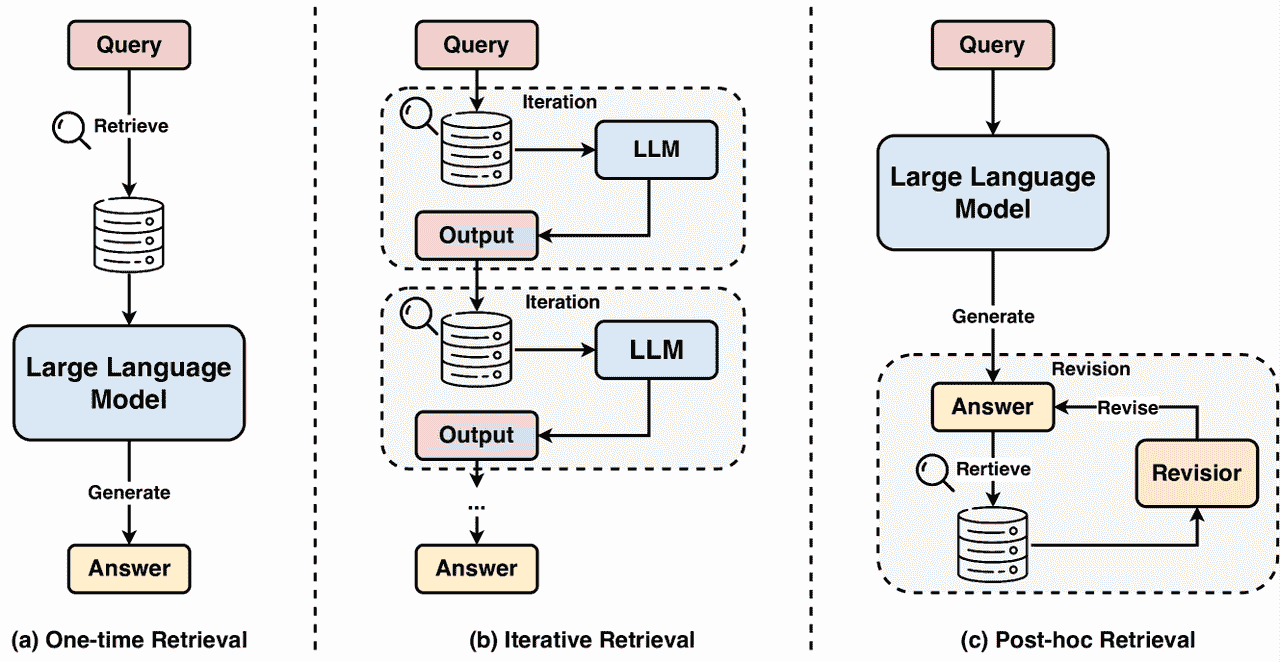 Query
Retrieve
Large Language
Model
Generate
Answer
(a) One-time Retrieval
Query
Iteration
LLM
Output
Iteration
LLM
Output
...
Answer
(b) Iterative Retrieval
Query
Large Language
Model
Generate
Revision
Answer
Revise
Rertieve
Revisior
(c) Post-hoc Retrieval